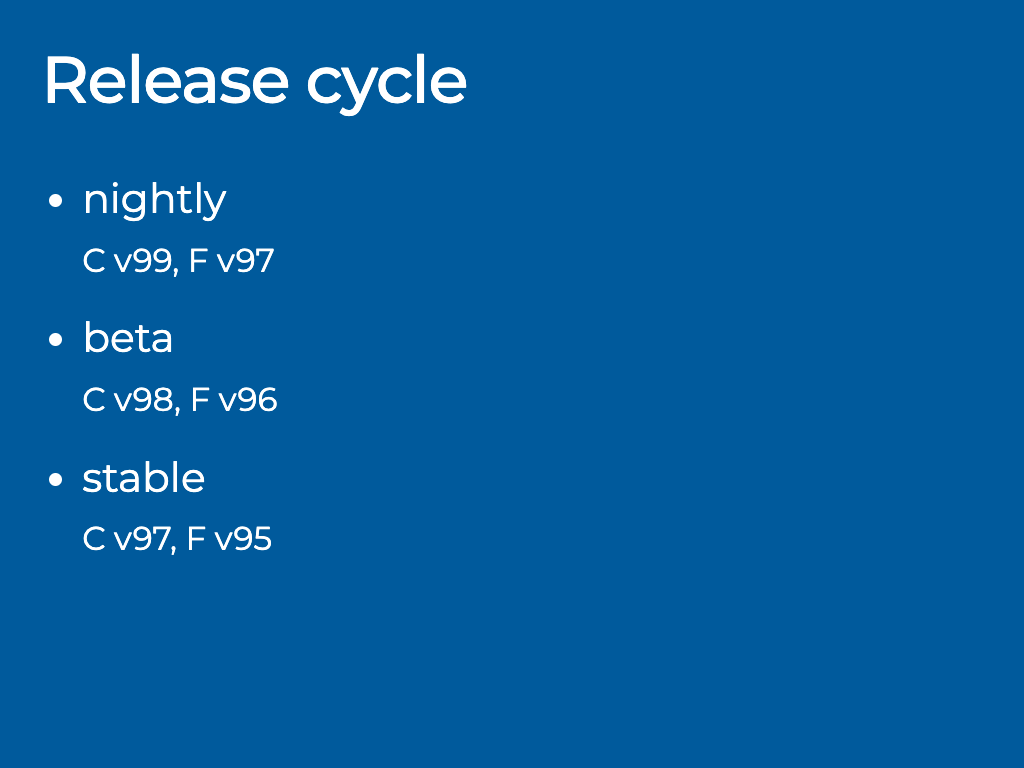 Release cycle
• nightly
C v99, F v97
• beta
C v98, F v96
• stable
C v97, F v95